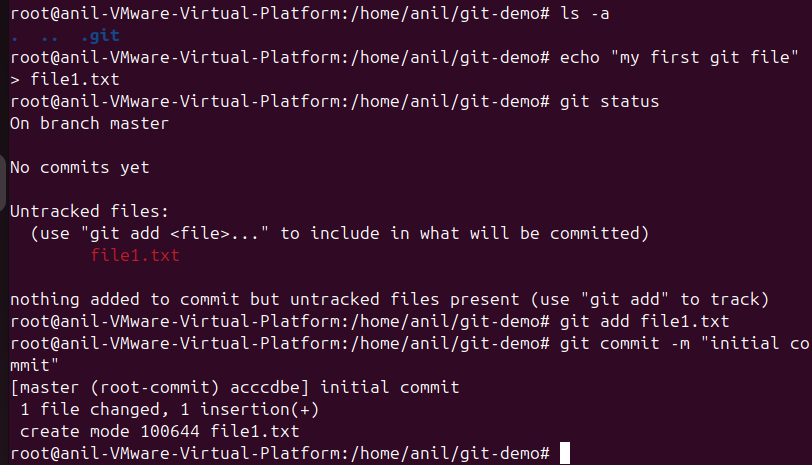 root@anil-VMware-Virtual-Platform:/home/anil/git-demo# ls -a
.  ..  .git
root@anil-VMware-Virtual-Platform:/home/anil/git-demo# echo "my first git file"
> file1.txt
root@anil-VMware-Virtual-Platform:/home/anil/git-demo# git status
On branch master

No commits yet

Untracked files:
  (use "git add <file>..." to include in what will be committed)
        file1.txt

nothing added to commit but untracked files present (use "git add" to track)
root@anil-VMware-Virtual-Platform:/home/anil/git-demo# git add file1.txt
root@anil-VMware-Virtual-Platform:/home/anil/git-demo# git commit -m "initial co
mmit"
[master (root-commit) acccdbe] initial commit
 1 file changed, 1 insertion(+)
 create mode 100644 file1.txt
root@anil-VMware-Virtual-Platform:/home/anil/git-demo#